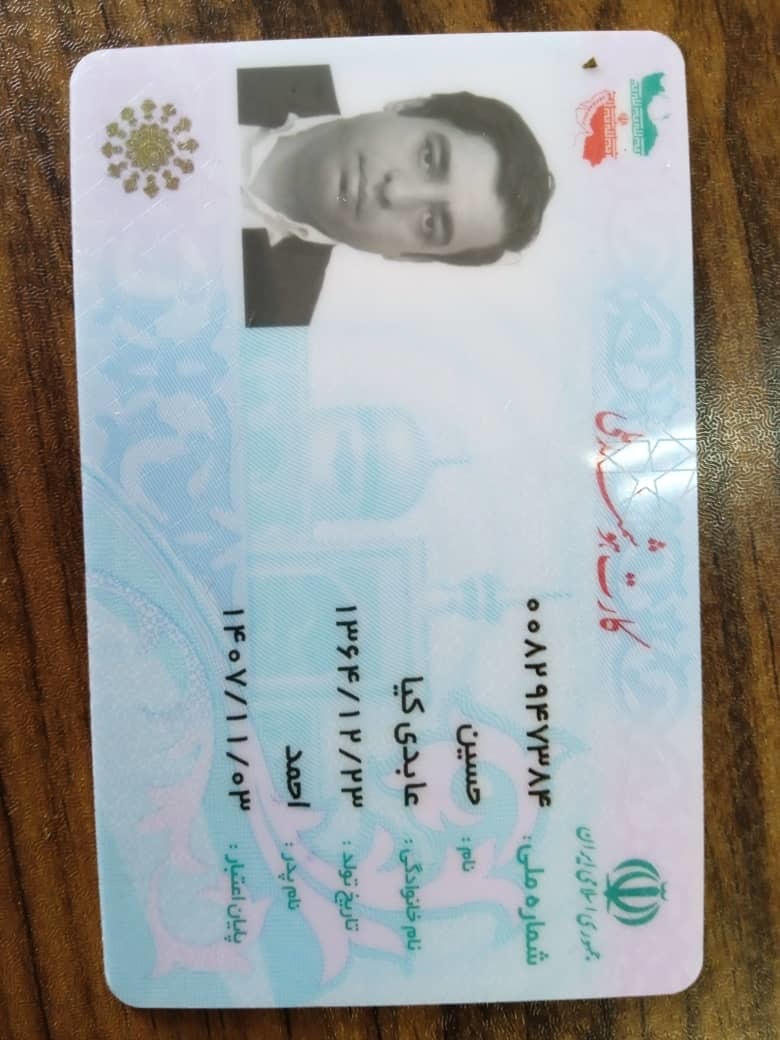 جمهوری اسلامی ایران
کارت هوشمند ملی
شماره ملی: ۰۰۸۲۹۴۷۳۸۴
نام: حسین
نام خانوادگی: عابدی کیا
تاریخ تولد: ۱۳۶۴/۱۲/۲۳
نام پدر: احمد
پایان اعتبار: ۱۴۰۷/۱۱/۰۳